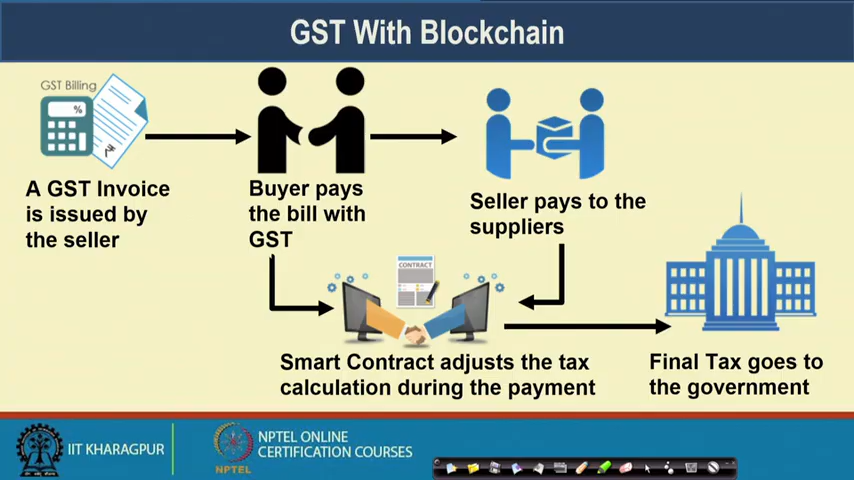 GST With Blockchain
GST Billing
%
A GST Invoice
is issued by
the seller
Buyer pays
the bill with
GST
Seller pays to the
suppliers
CONTRACT
Smart Contract adjusts the tax
calculation during the payment
Final Tax goes to
the government
IIT KHARAGPUR
NPTEL
NPTEL ONLINE
CERTIFICATION COURSES